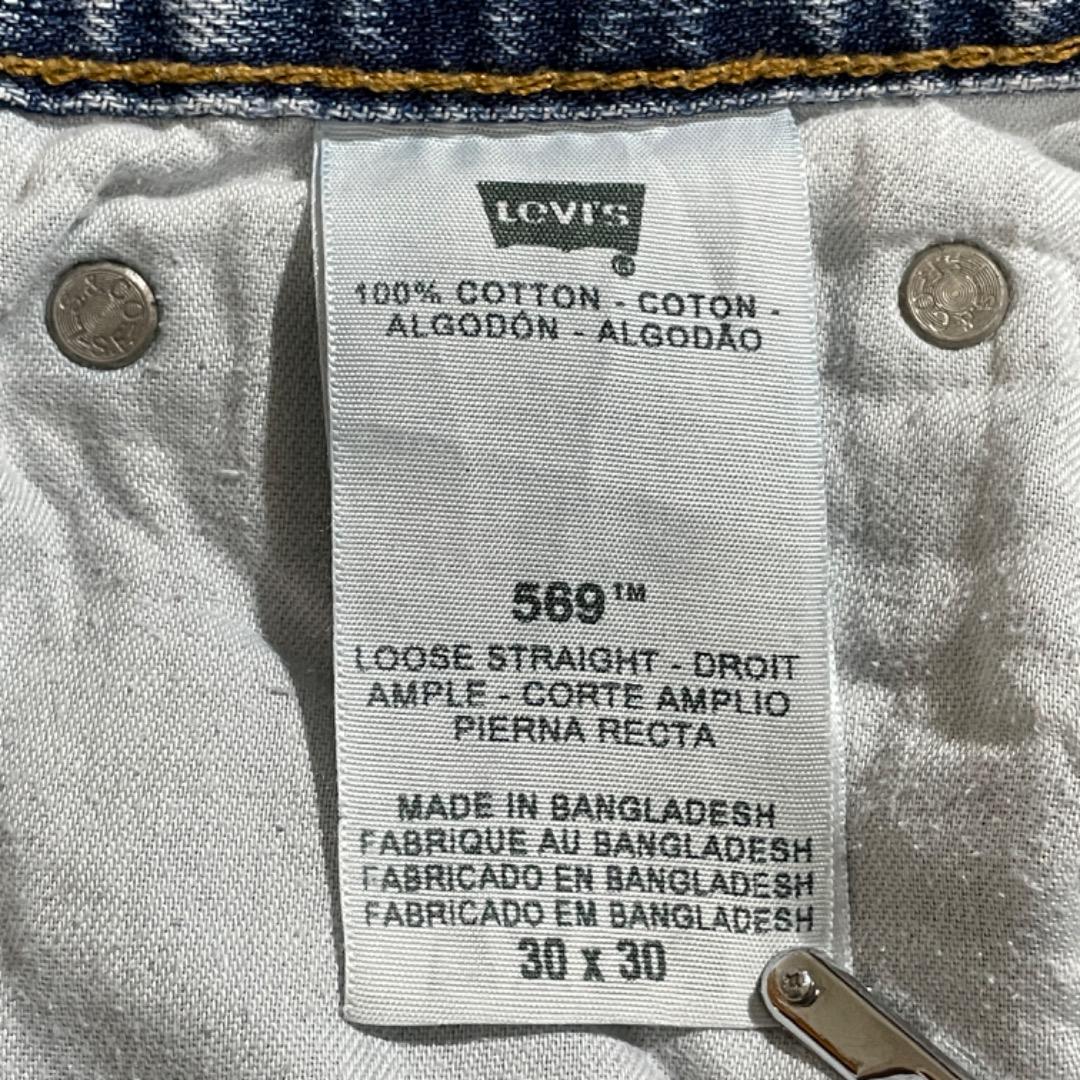 LEVI'S
®
100% COTTON - COTON -
ALGODÓN - ALGODÃO
569™
LOOSE STRAIGHT - DROIT
AMPLE - CORTE AMPLIO
PIERNA RECTA
MADE IN BANGLADESH
FABRIQUE AU BANGLADESH
FABRICADO EN BANGLADESH
FABRICADO EM BANGLADESH
30 x 30